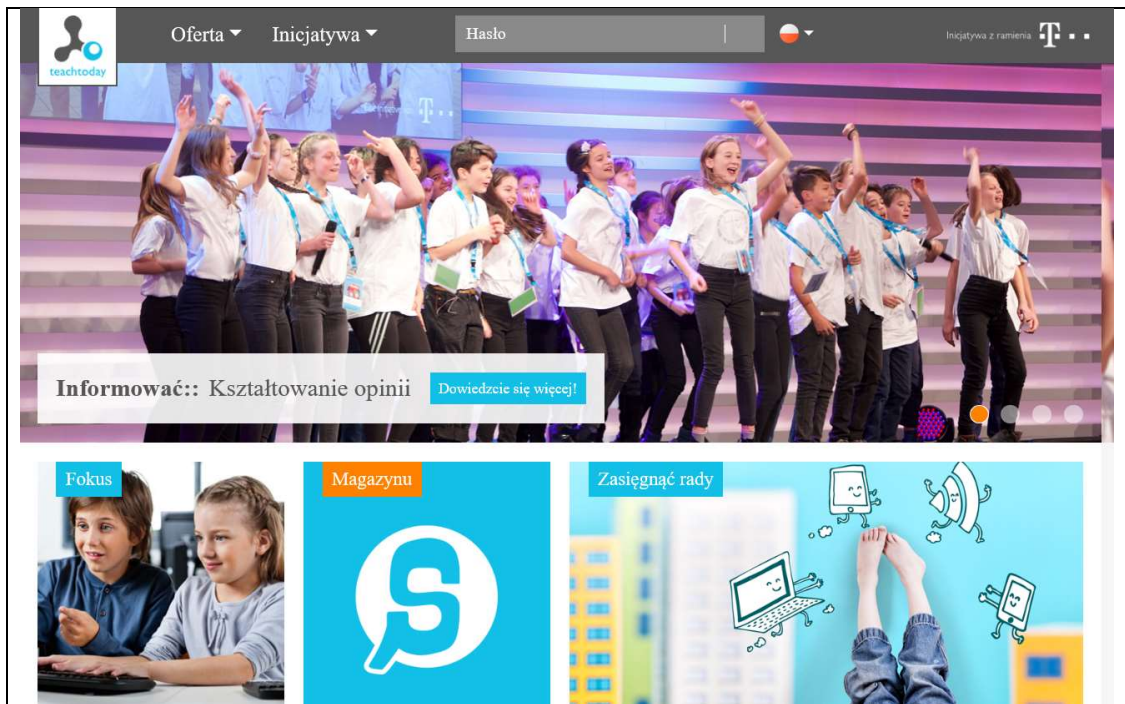 Oferta Inicjatywa Hasło Inicjatywa z ramienia T
teachtoday
Informować:: Kształtowanie opinii Dowiedzcie się więcej!
Fokus Magazynu Zasięgnąć rady
S